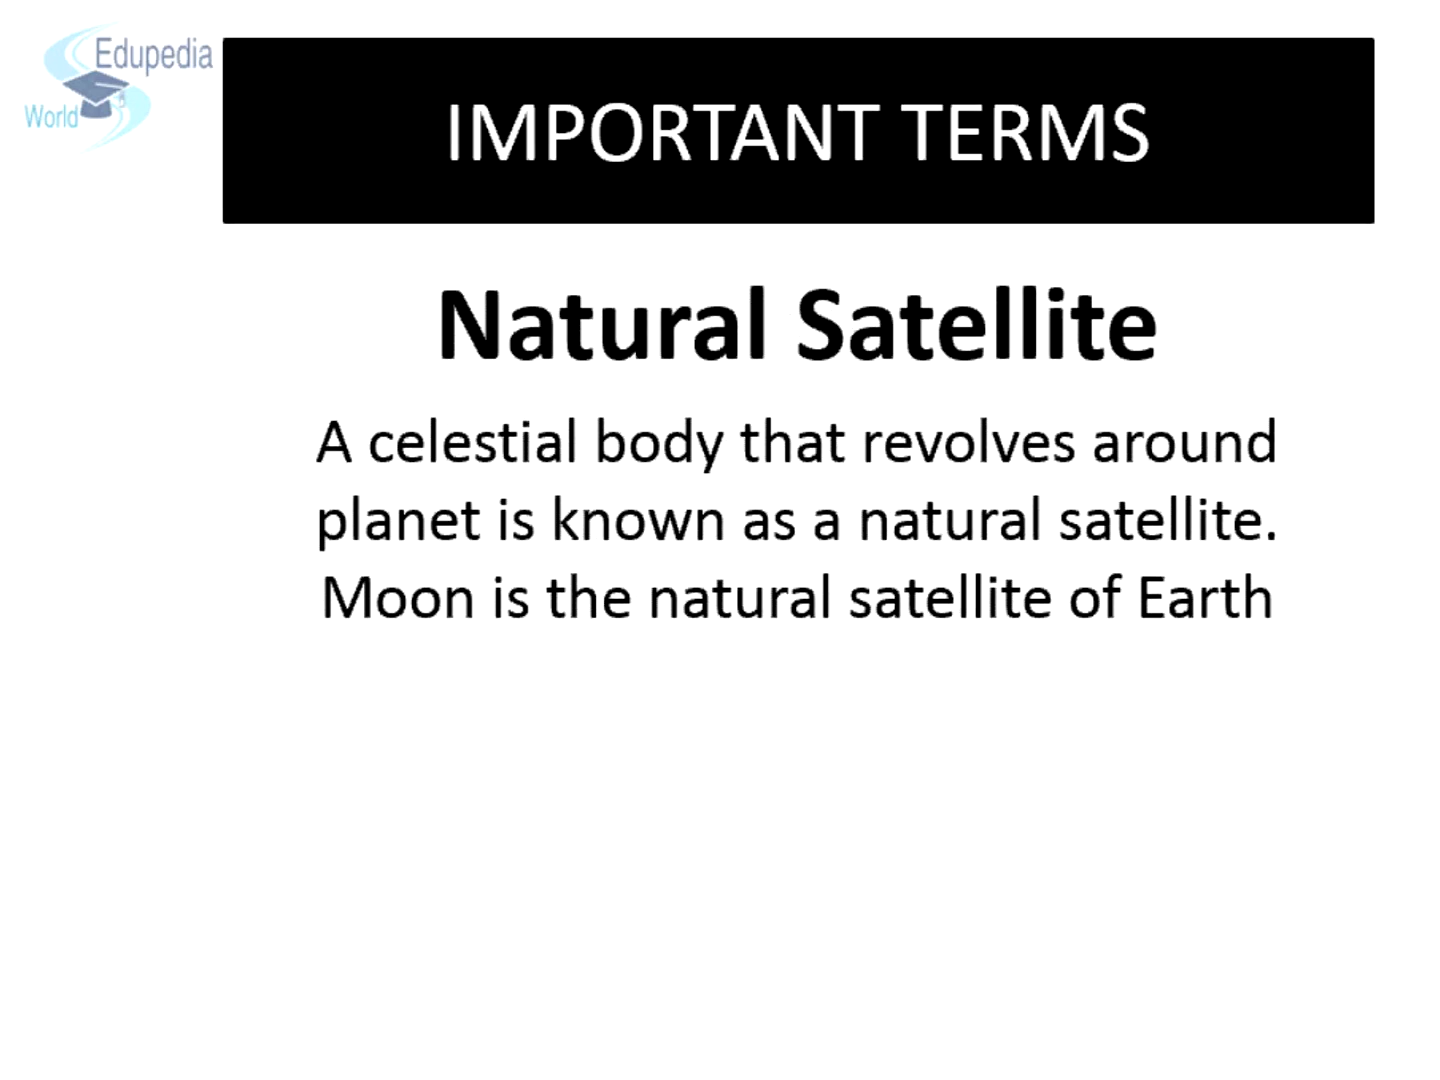 Edupedia
World
IMPORTANT TERMS
Natural Satellite
A celestial body that revolves around
planet is known as a natural satellite.
Moon is the natural satellite of Earth